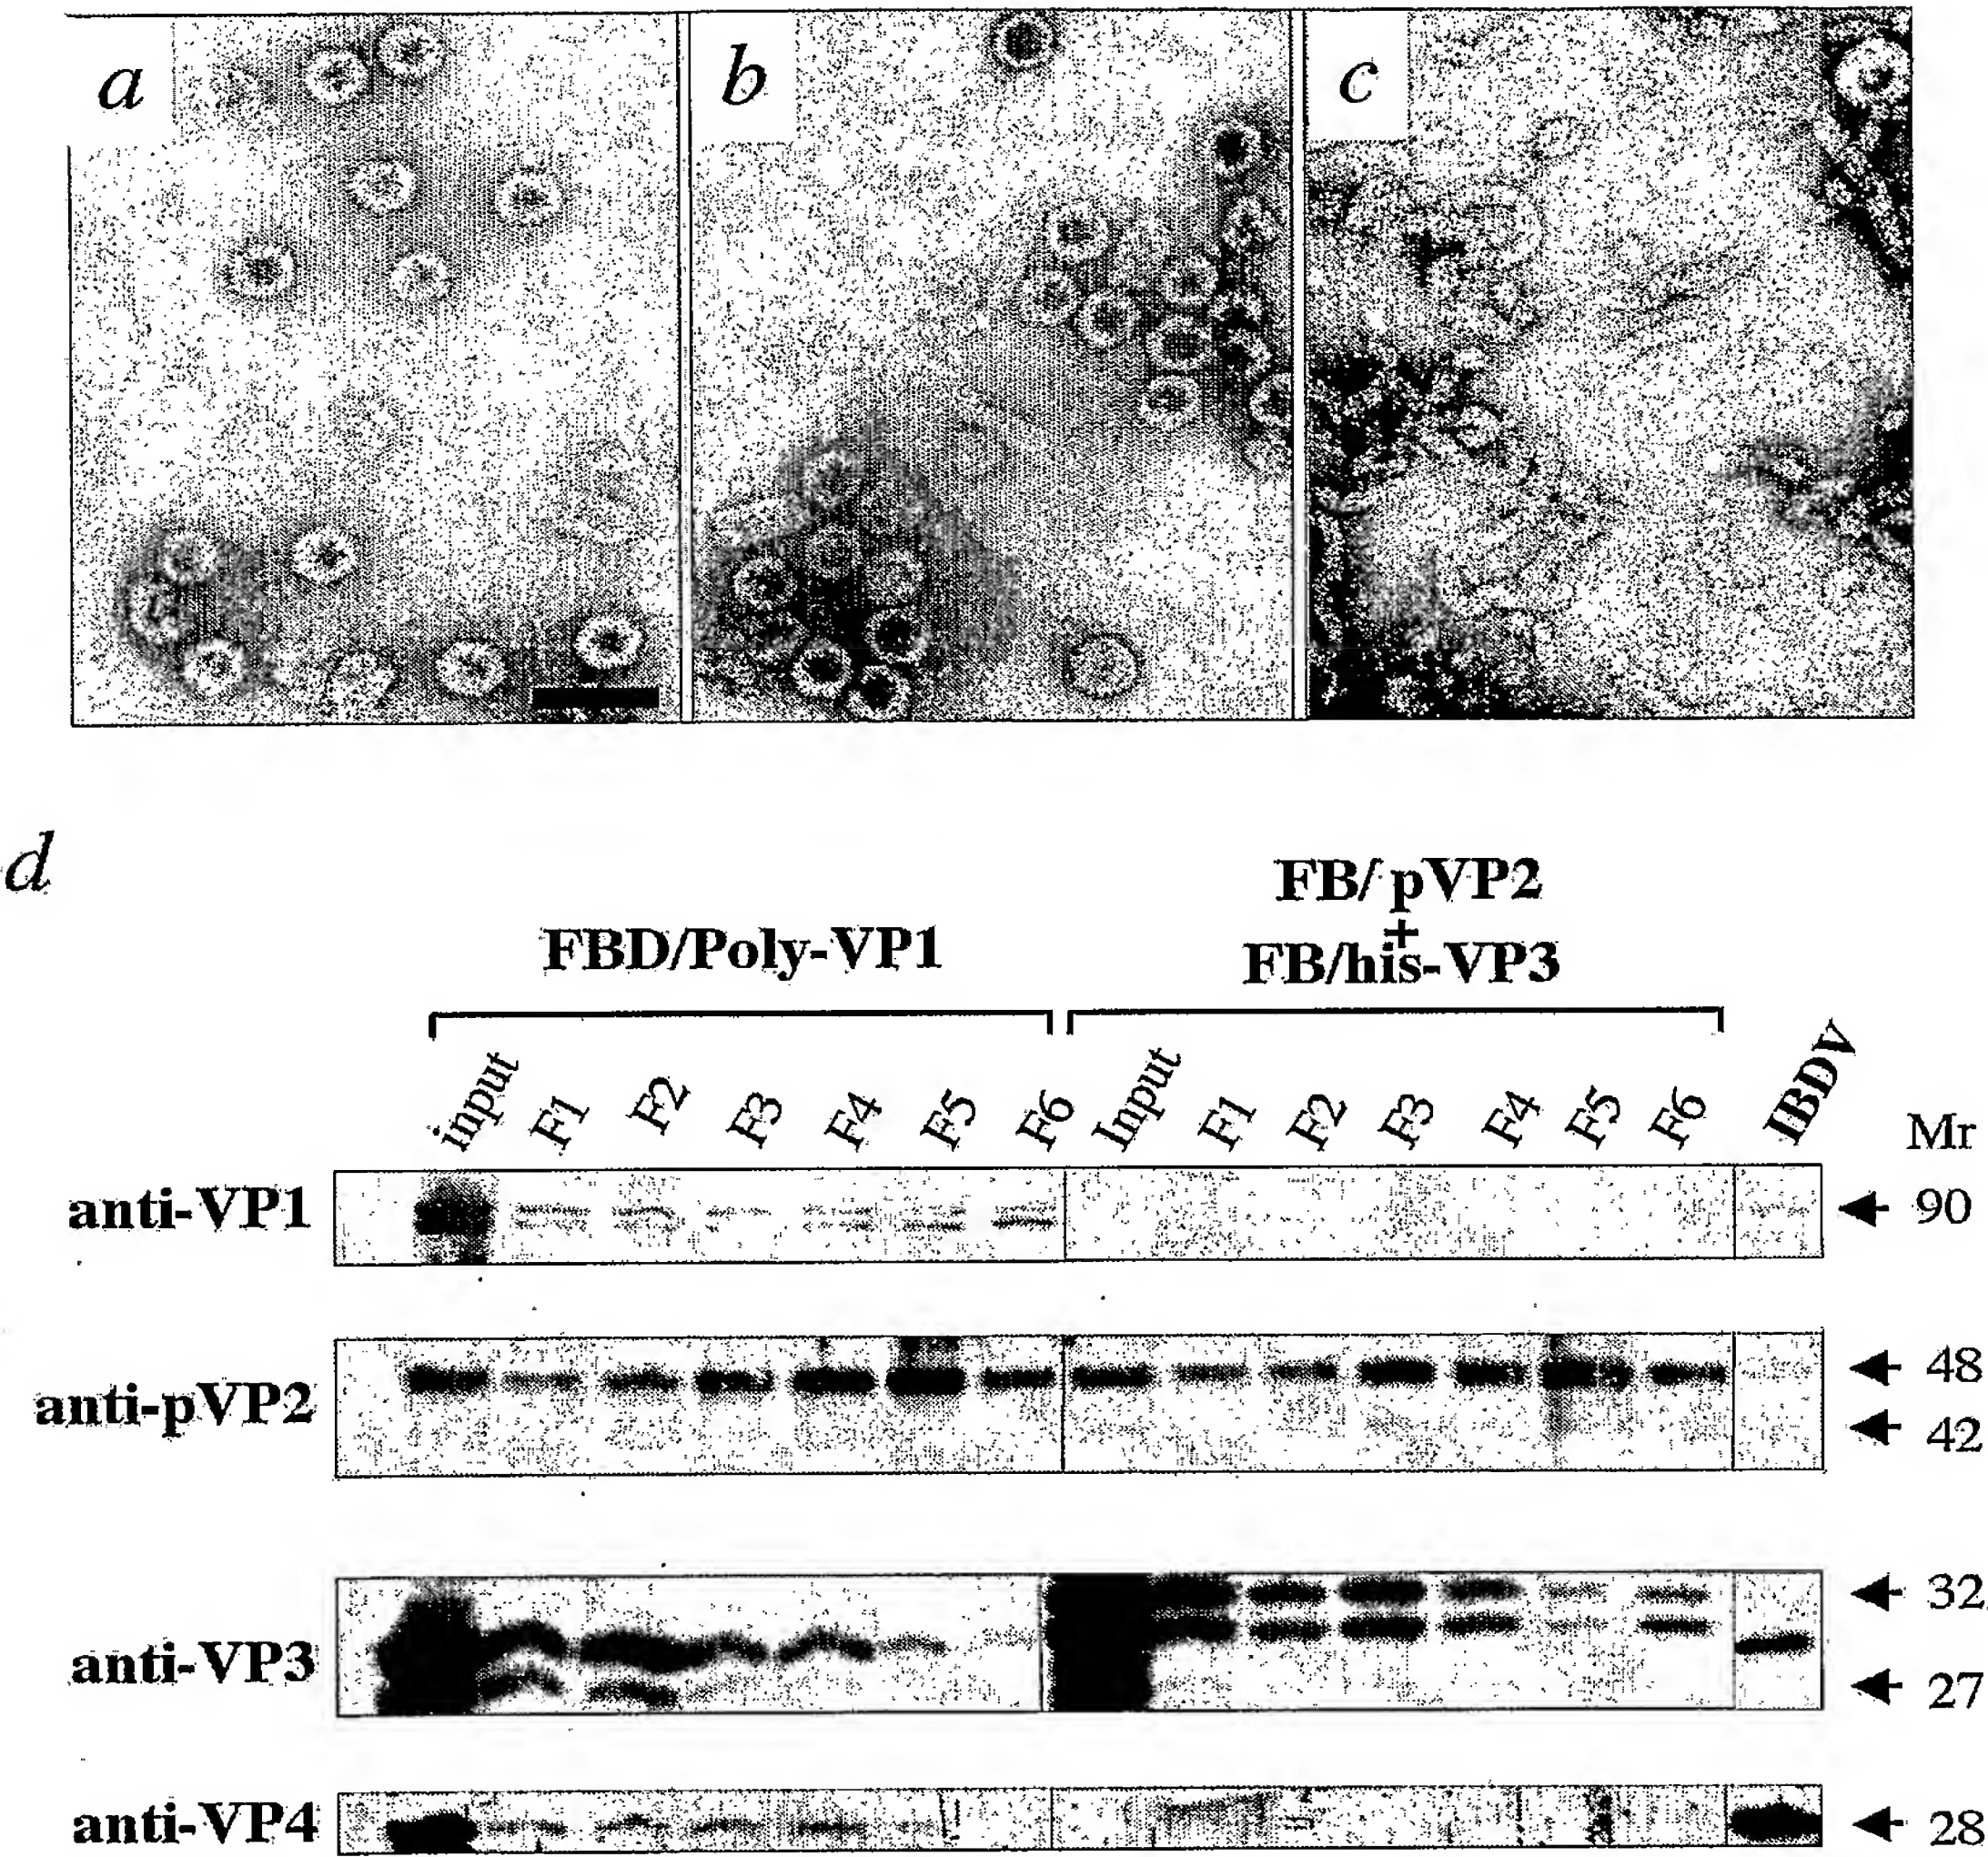 a b c
d
FB/pVP2
+
FBD/Poly-VP1 FB/his-VP3
input F1 F2 F3 F4 F5 F6 Input F1 F2 F3 F4 F5 F6 IBDV Mr
anti-VP1 90
48
anti-pVP2 42
32
anti-VP3 27
anti-VP4 28